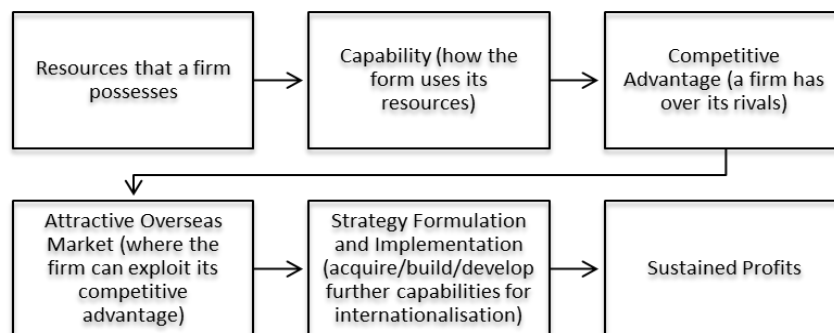 Resources that a firm
possesses
Capability (how the
form uses its
resources)
Competitive
Advantage (a firm has
over its rivals)
Attractive Overseas
Market (where the
firm can exploit its
competitive
advantage)
Strategy Formulation
and Implementation
(acquire/build/develop
further capabilities for
internationalisation)
Sustained Profits